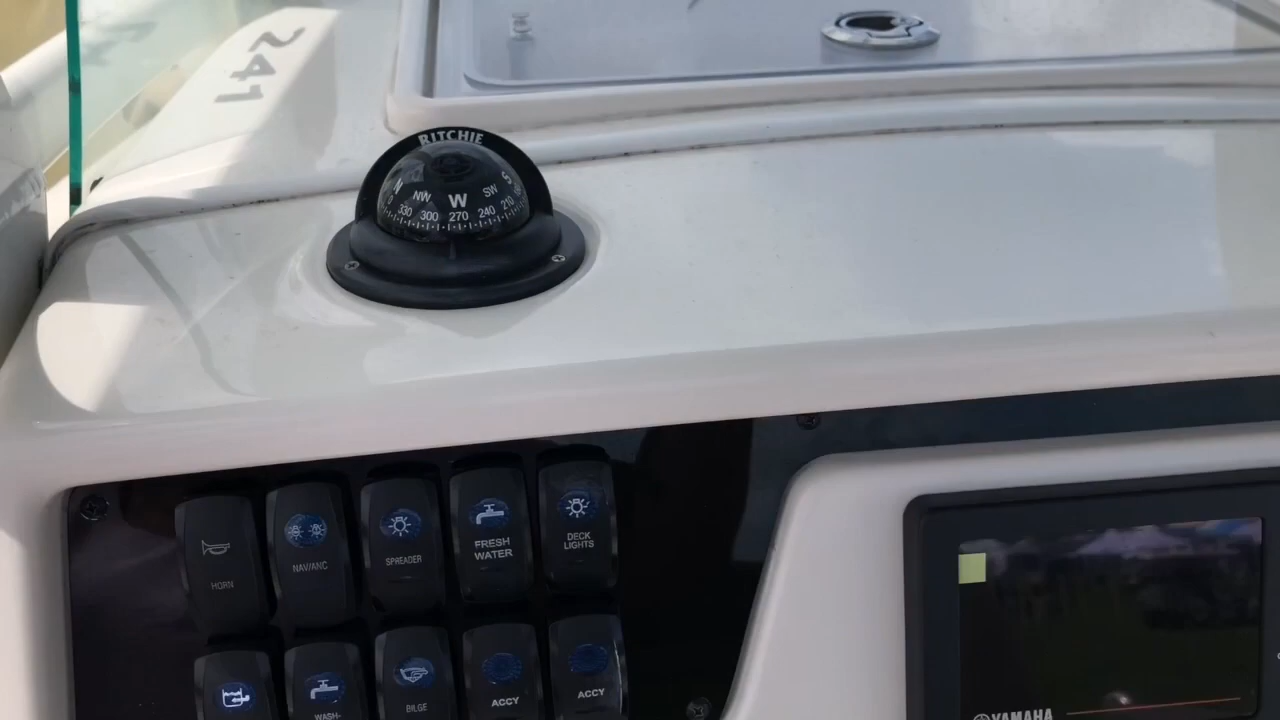 241
RITCHIE
N NW W SW S
330 300 270 240 210
HORN
NAV/ANC
SPREADER
FRESH
WATER
DECK
LIGHTS
WASH-
BILGE
ACCY
ACCY
YAMAHA